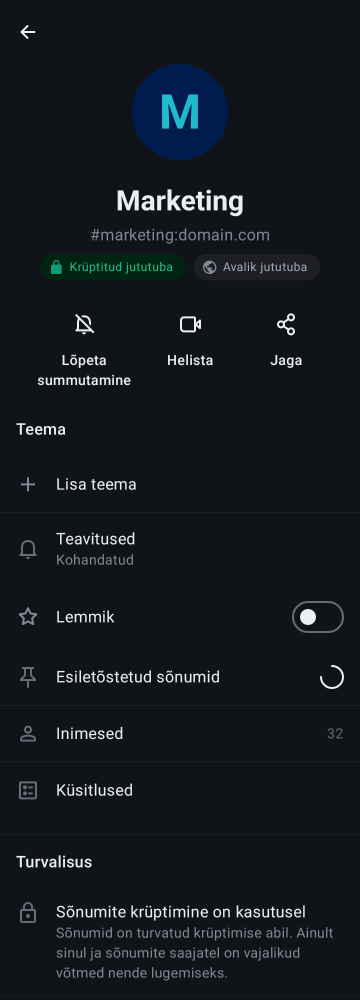 M
Marketing
#marketing:domain.com
Krüptitud jututuba
Avalik jututuba
Lõpeta
summutamine
Helista
Jaga
Teema
Lisa teema
Teavitused
Kohandatud
Lemmik
Esiletõstetud sõnumid
Inimesed 32
Küsitlused
Turvalisus
Sõnumite krüptimine on kasutusel
Sõnumid on turvatud krüptimise abil. Ainult
sinul ja sõnumite saajatel on vajalikud
võtmed nende lugemiseks.